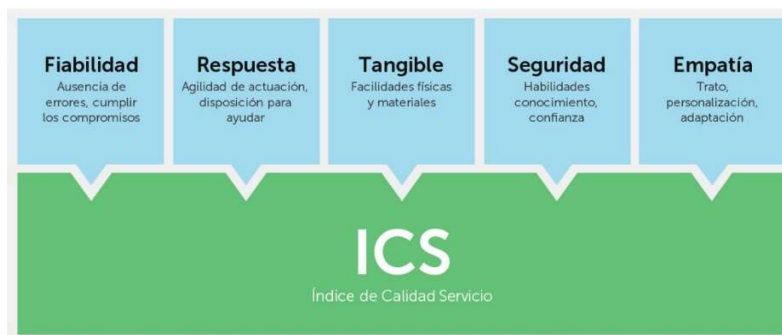 Fiabilidad
Ausencia de
errores, cumplir
los compromisos
Respuesta
Agilidad de actuación,
disposición para
ayudar
Tangible
Facilidades físicas
y materiales
Seguridad
Habilidades
conocimiento,
confianza
Empatía
Trato,
personalización,
adaptación
ICS
Índice de Calidad Servicio